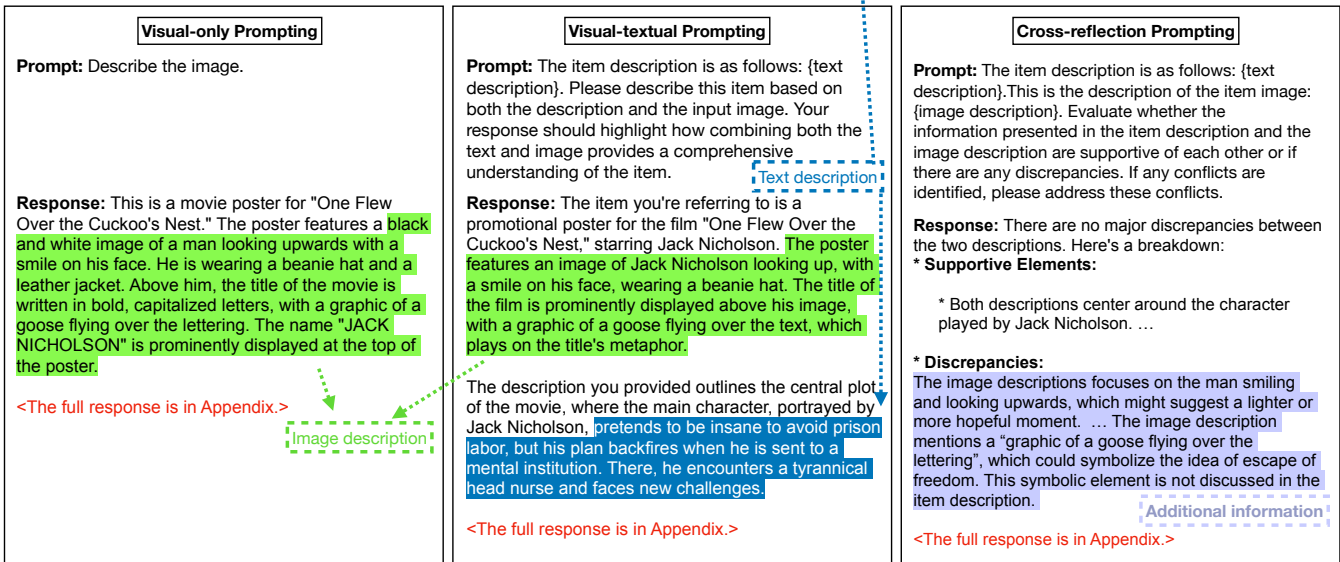 Visual-only Prompting
Prompt: Describe the image.
Response: This is a movie poster for "One Flew
Over the Cuckoo's Nest." The poster features a black
and white image of a man looking upwards with a
smile on his face. He is wearing a beanie hat and a
leather jacket. Above him, the title of the movie is
written in bold, capitalized letters, with a graphic of a
goose flying over the lettering. The name "JACK
NICHOLSON" is prominently displayed at the top of
the poster.
<The full response is in Appendix.>
Image description
Visual-textual Prompting
Prompt: The item description is as follows: {text
description}. Please describe this item based on
both the description and the input image. Your
response should highlight how combining both the
text and image provides a comprehensive
understanding of the item.
Text description
Response: The item you're referring to is a
promotional poster for the film "One Flew Over the
Cuckoo's Nest," starring Jack Nicholson. The poster
features an image of Jack Nicholson looking up, with
a smile on his face, wearing a beanie hat. The title of
the film is prominently displayed above his image,
with a graphic of a goose flying over the text, which
plays on the title's metaphor.
The description you provided outlines the central plot
of the movie, where the main character, portrayed by
Jack Nicholson, pretends to be insane to avoid prison
labor, but his plan backfires when he is sent to a
mental institution. There, he encounters a tyrannical
head nurse and faces new challenges.
<The full response is in Appendix.>
Cross-reflection Prompting
Prompt: The item description is as follows: {text
description}.This is the description of the item image:
{image description}. Evaluate whether the
information presented in the item description and the
image description are supportive of each other or if
there are any discrepancies. If any conflicts are
identified, please address these conflicts.
Response: There are no major discrepancies between
the two descriptions. Here's a breakdown:
* Supportive Elements:
* Both descriptions center around the character
played by Jack Nicholson. …
* Discrepancies:
The image descriptions focuses on the man smiling
and looking upwards, which might suggest a lighter or
more hopeful moment. … The image description
mentions a “graphic of a goose flying over the
lettering”, which could symbolize the idea of escape of
freedom. This symbolic element is not discussed in the
item description.
Additional information
<The full response is in Appendix.>